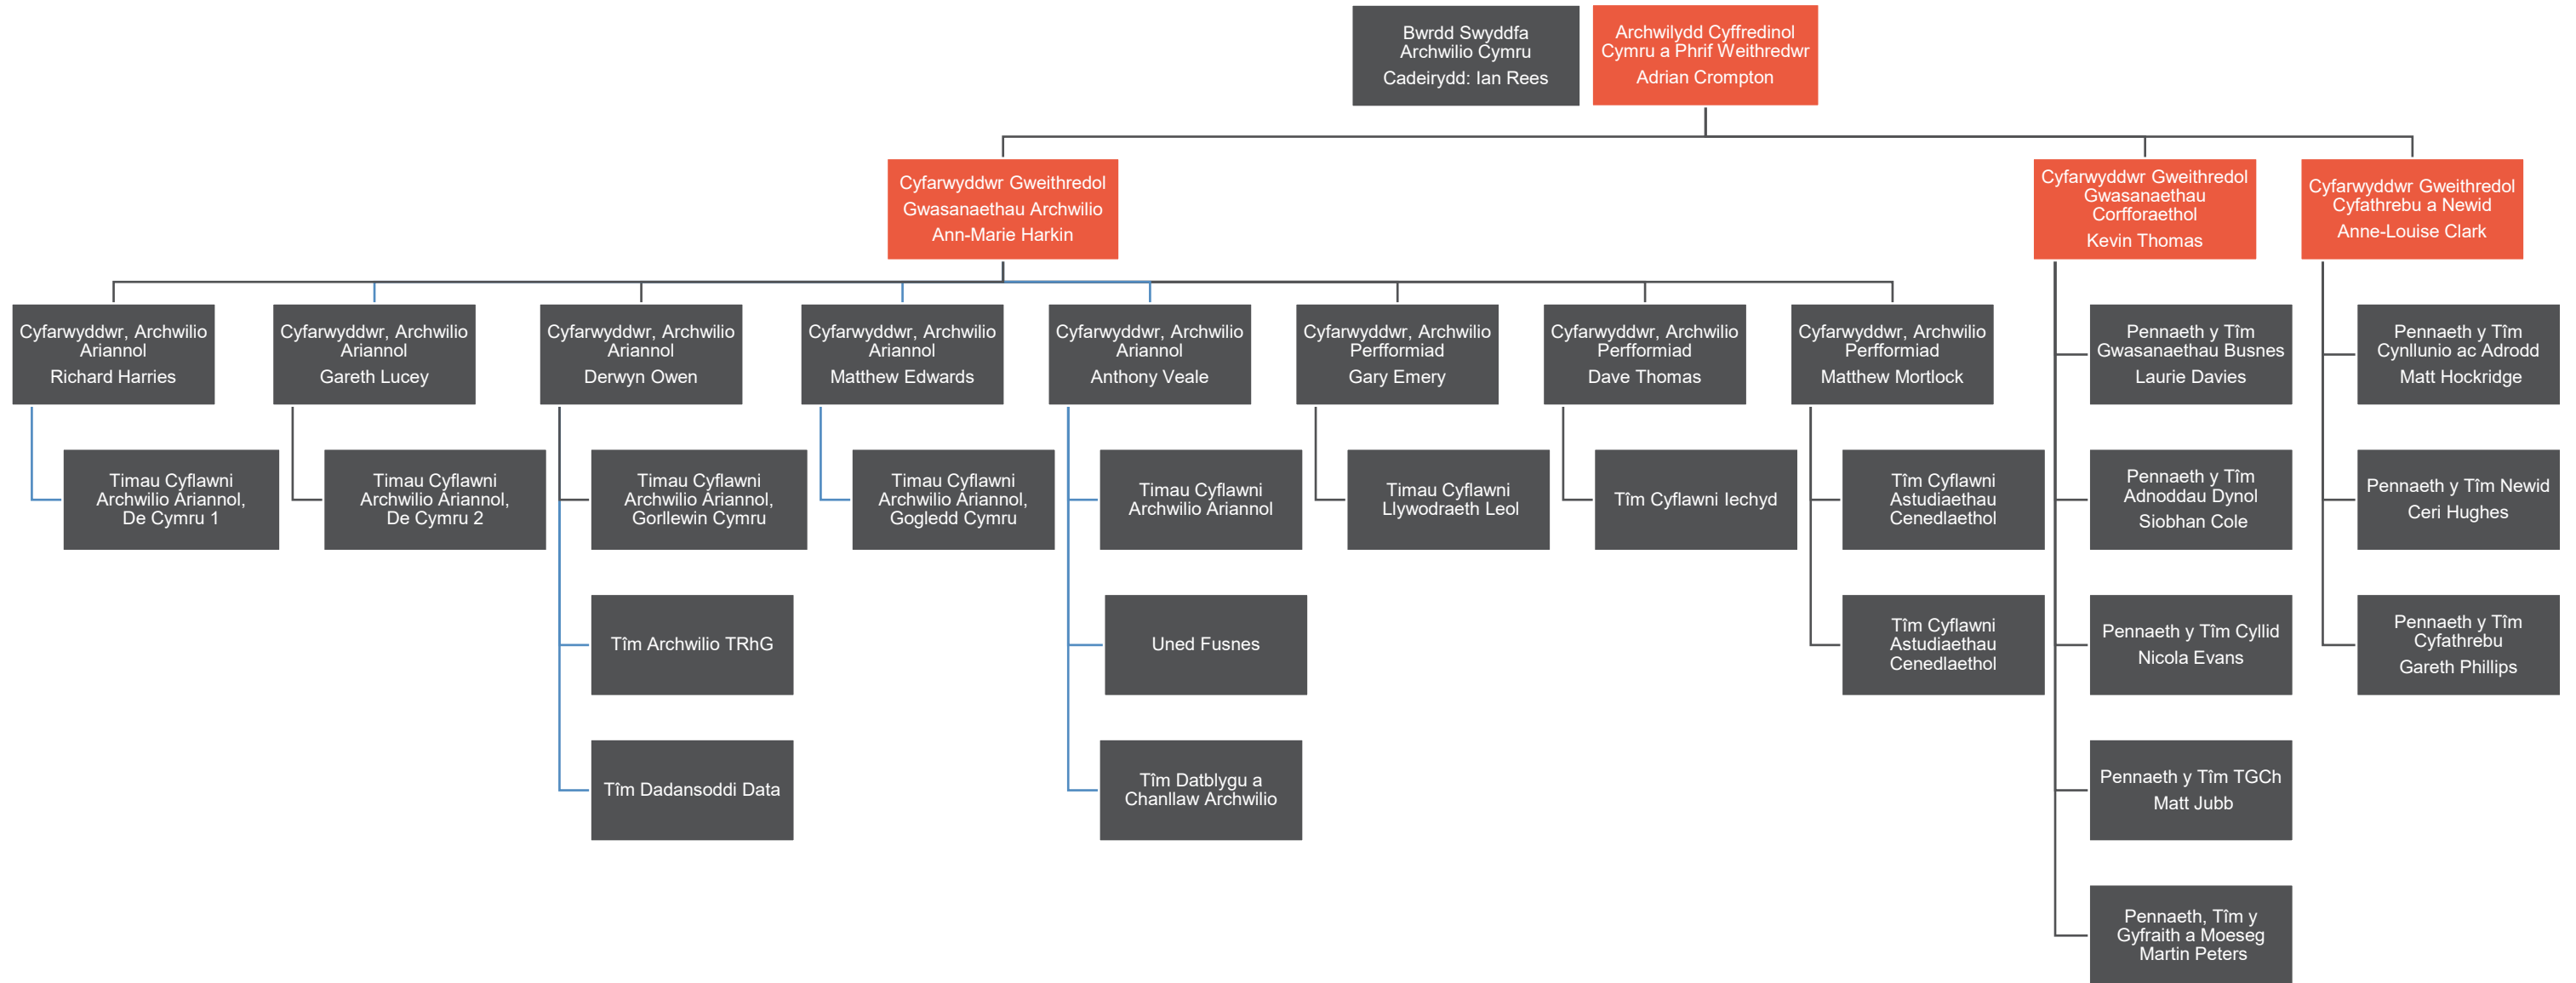 Bwrdd Swyddfa
Archwilio Cymru
Cadeirydd: Ian Rees
Archwilydd Cyffredinol
Cymru a Phrif Weithredwr
Adrian Crompton
Cyfarwyddwr Gweithredol
Gwasanaethau Archwilio
Ann-Marie Harkin
Cyfarwyddwr Gweithredol
Gwasanaethau
Corfforaethol
Kevin Thomas
Cyfarwyddwr Gweithredol
Cyfathrebu a Newid
Anne-Louise Clark
Cyfarwyddwr, Archwilio
Ariannol
Richard Harries
Cyfarwyddwr, Archwilio
Ariannol
Gareth Lucey
Cyfarwyddwr, Archwilio
Ariannol
Derwyn Owen
Cyfarwyddwr, Archwilio
Ariannol
Matthew Edwards
Cyfarwyddwr, Archwilio
Ariannol
Anthony Veale
Cyfarwyddwr, Archwilio
Perfformiad
Gary Emery
Cyfarwyddwr, Archwilio
Perfformiad
Dave Thomas
Cyfarwyddwr, Archwilio
Perfformiad
Matthew Mortlock
Pennaeth y Tîm
Gwasanaethau Busnes
Laurie Davies
Pennaeth y Tîm
Cynllunio ac Adrodd
Matt Hockridge
Timau Cyflawni
Archwilio Ariannol,
De Cymru 1
Timau Cyflawni
Archwilio Ariannol,
De Cymru 2
Timau Cyflawni
Archwilio Ariannol,
Gorllewin Cymru
Timau Cyflawni
Archwilio Ariannol,
Gogledd Cymru
Timau Cyflawni
Archwilio Ariannol
Timau Cyflawni
Llywodraeth Leol
Tîm Cyflawni Iechyd
Tîm Cyflawni
Astudiaethau
Cenedlaethol
Pennaeth y Tîm
Adnoddau Dynol
Siobhan Cole
Pennaeth y Tîm Newid
Ceri Hughes
Tîm Archwilio TRhG
Uned Fusnes
Tîm Cyflawni
Astudiaethau
Cenedlaethol
Pennaeth y Tîm Cyllid
Nicola Evans
Pennaeth y Tîm
Cyfathrebu
Gareth Phillips
Tîm Dadansoddi Data
Tîm Datblygu a
Chanllaw Archwilio
Pennaeth y Tîm TGCh
Matt Jubb
Pennaeth, Tîm y
Gyfraith a Moeseg
Martin Peters